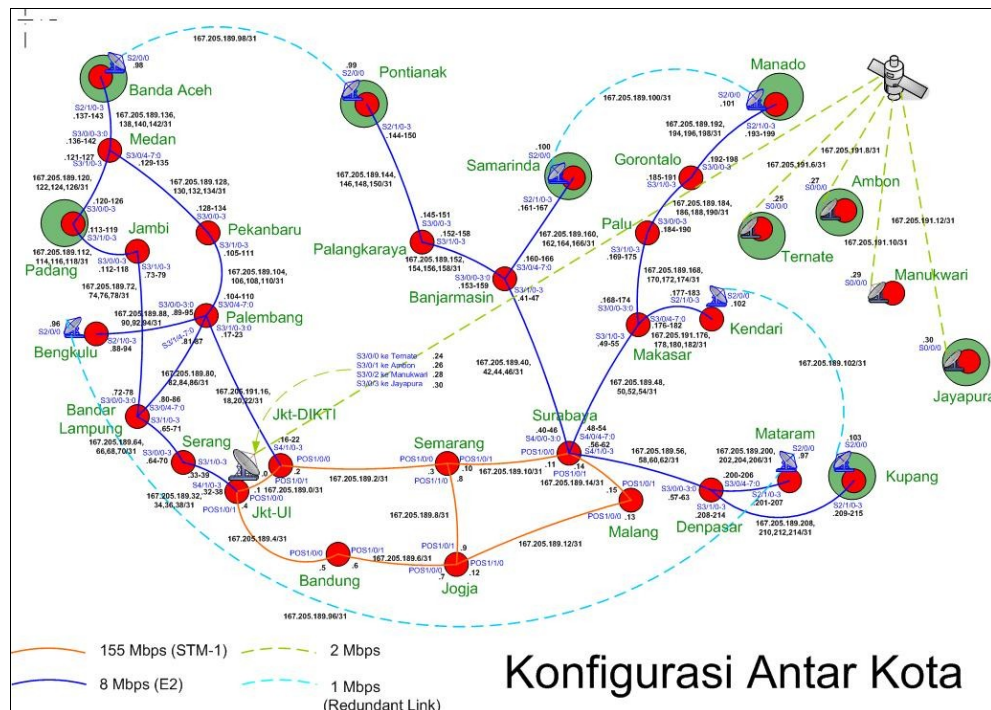 167.205.189.98/31
S2/0/0
.98
Banda Aceh
S2/1/0-3
.137-143
167.205.189.136,
138,140,142/31
S3/0/0-3:0
.136-142
Medan
.121-127
S3/1/0-3
S3/0/4-7:0
.129-135
167.205.189.120,
122,124,126/31
167.205.189.128,
130,132,134/31
.120-126
S3/0/0-3
.113-119
S3/1/0-3
Padang
167.205.189.112,
114,116,118/31
Jambi
S3/0/0-3
.112-118
S3/1/0-3
.73-79
.128-134
S3/0/0-3
Pekanbaru
S3/1/0-3
.105-111
167.205.189.104,
106,108,110/31
167.205.189.72,
74,76,78/31
.104-110
S3/0/0-3:0
S3/0/4-7:0
.89-95
167.205.189.88,
90,92,94/31
Palembang
S3/1/0-3:0
.17-23
S3/1/4-7:0
.81-87
.96
S2/0/0
Bengkulu
S2/1/0-3
.88-94
167.205.189.80,
82,84,86/31
167.205.191.16,
18,20,22/31
.72-78
S3/0/0-3:0
.80-86
S3/0/4-7:0
Bandar
Lampung
S3/1/0-3
.65-71
167.205.189.64,
66,68,70/31
Serang
S3/0/0-3
.64-70
S3/1/0-3
.33-39
S4/1/0-3
.32-38
167.205.189.32,
34,36,38/31
Jkt-DIKTI
.16-22
S4/1/0-3
POS1/0/0
.2
POS1/0/1
.0
.1
POS1/0/0
167.205.189.0/31
.4
POS1/0/1
Jkt-UI
167.205.189.2/31
167.205.189.4/31
S3/0/0 ke Ternate .24
S3/0/1 ke Ambon .26
S3/0/2 ke Manukwari .28
S3/0/3 ke Jayapura .30
POS1/0/0
POS1/0/1
.5
.6
Bandung
167.205.189.6/31
POS1/0/0
.7
POS1/0/1
.9
POS1/1/0
.12
Jogja
167.205.189.8/31
167.205.189.12/31
Semarang
POS1/0/0
POS1/0/1
.3
.10
POS1/1/0
.8
167.205.189.10/31
.99
S2/0/0
Pontianak
S2/1/0-3
.144-150
167.205.189.144,
146,148,150/31
.145-151
S3/0/0-3
.152-158
S3/1/0-3
Palangkaraya
167.205.189.152,
154,156,158/31
167.205.189.100/31
.100
S2/0/0
Samarinda
S2/1/0-3
.161-167
167.205.189.160,
162,164,166/31
.160-166
S3/0/4-7:0
S3/0/0-3:0
.153-159
S3/1/0-3
.41-47
Banjarmasin
167.205.189.40,
42,44,46/31
Manado
S2/0/0
.101
S2/1/0-3
.193-199
167.205.189.192,
194,196,198/31
Gorontalo
.192-198
S3/0/0-3
.185-191
S3/1/0-3
167.205.189.184,
186,188,190/31
Palu
S3/0/0-3
.184-190
S3/1/0-3
.169-175
167.205.189.168,
170,172,174/31
.168-174
S3/0/0-3:0
S3/0/4-7:0
.176-182
S3/1/0-3
.49-55
Makasar
.177-183
S2/1/0-3
S2/0/0
.102
Kendari
167.205.191.176,
178,180,182/31
167.205.189.48,
50,52,54/31
167.205.189.102/31
Surabaya
.40-46
S4/0/0-3:0
.48-54
S4/0/4-7:0
.56-62
S4/1/0-3
POS1/0/0
.11
POS1/0/1
.14
167.205.189.14/31
.15
POS1/0/1
POS1/0/0
.13
Malang
167.205.189.56,
58,60,62/31
S3/0/0-3:0
.57-63
.200-206
S3/0/4-7:0
S3/1/0-3
.208-214
Denpasar
167.205.189.200,
202,204,206/31
Mataram
S2/0/0
.97
S2/1/0-3
.201-207
167.205.189.208,
210,212,214/31
.103
S2/0/0
Kupang
S2/1/0-3
.209-215
167.205.191.6/31
.25
S0/0/0
Ternate
167.205.191.8/31
.27
S0/0/0
Ambon
167.205.191.10/31
.29
S0/0/0
Manukwari
167.205.191.12/31
.30
S0/0/0
Jayapura
167.205.189.96/31
155 Mbps (STM-1)
2 Mbps
8 Mbps (E2)
1 Mbps
(Redundant Link)
Konfigurasi Antar Kota